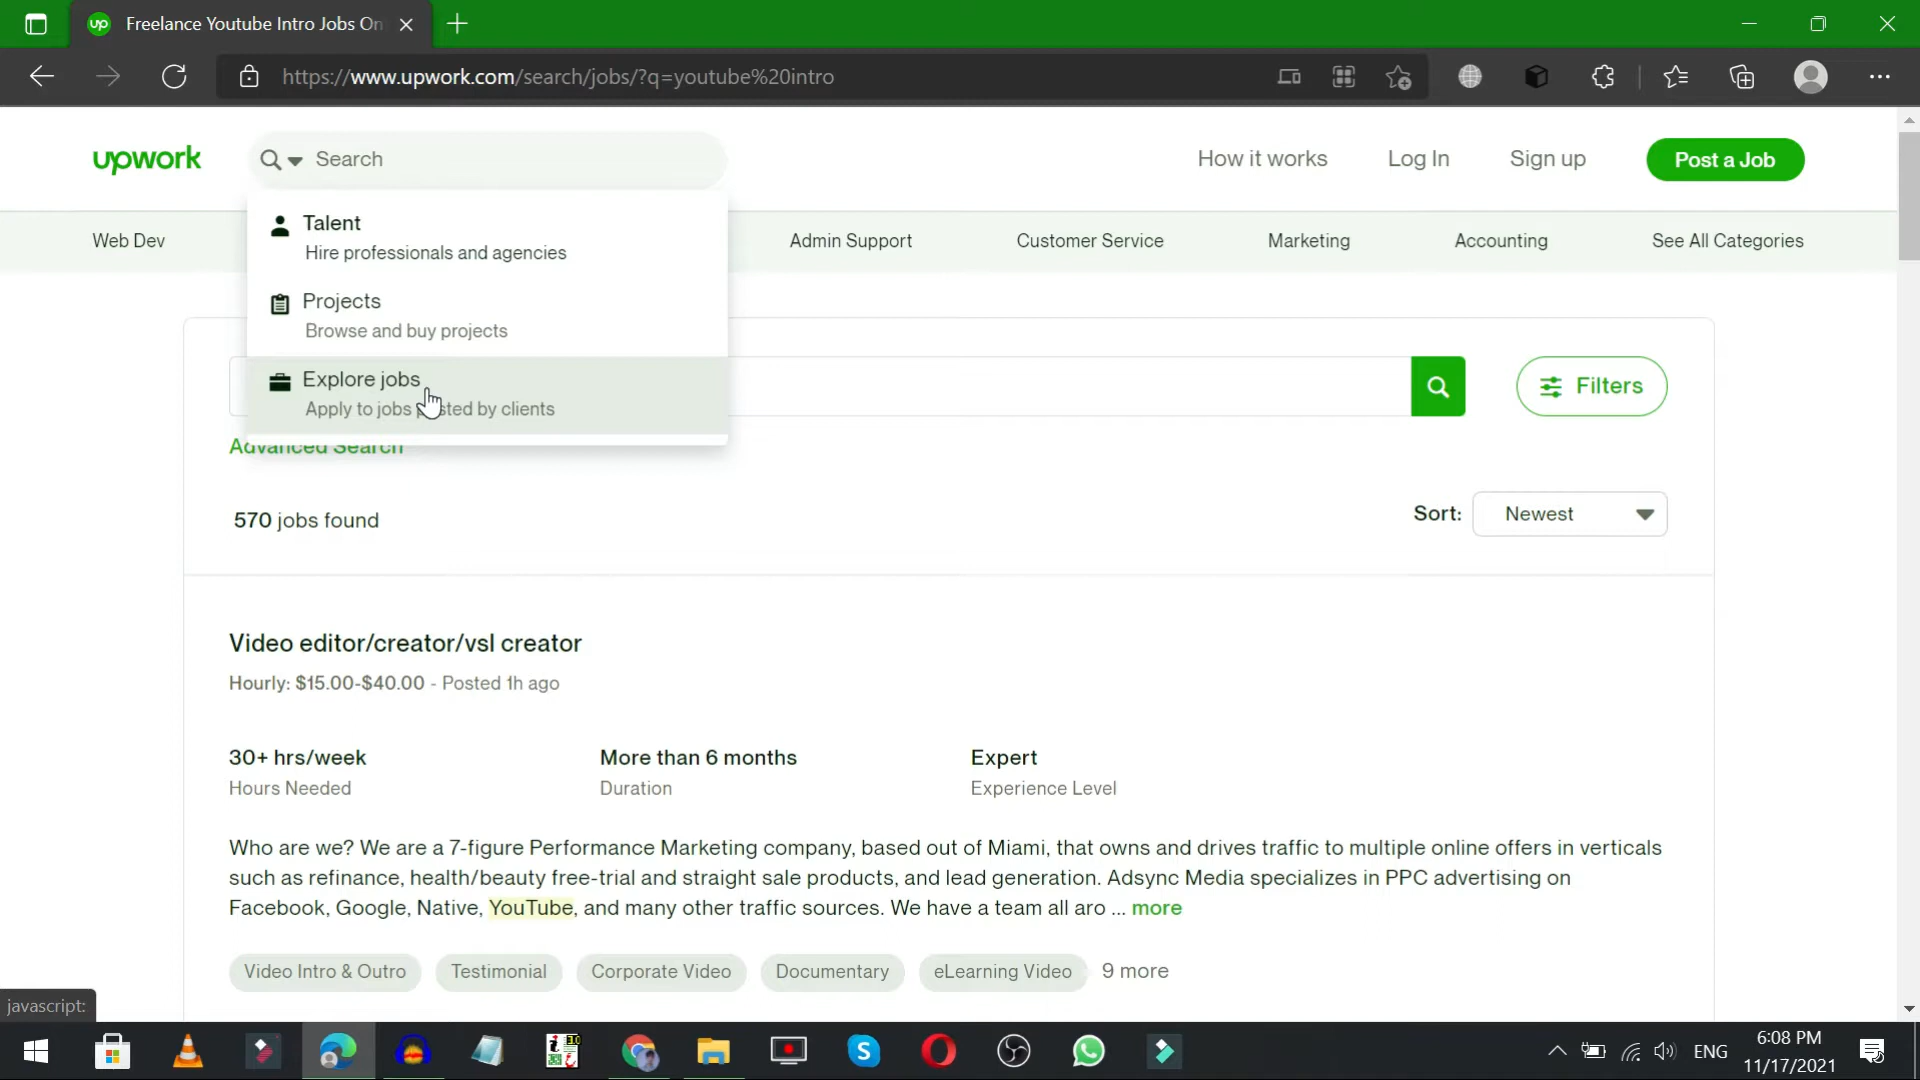 Freelance Youtube Intro Jobs On
https://www.upwork.com/search/jobs/?q=youtube%20intro
upwork
Search
How it works
Log In
Sign up
Post a Job
Talent
Hire professionals and agencies
Projects
Browse and buy projects
Explore jobs
Apply to jobs posted by clients
Web Dev
Admin Support
Customer Service
Marketing
Accounting
See All Categories
Filters
Advanced Search
570 jobs found
Sort:
Newest
Video editor/creator/vsl creator
Hourly: $15.00-$40.00 - Posted 1h ago
30+ hrs/week
Hours Needed
More than 6 months
Duration
Expert
Experience Level
Who are we? We are a 7-figure Performance Marketing company, based out of Miami, that owns and drives traffic to multiple online offers in verticals
such as refinance, health/beauty free-trial and straight sale products, and lead generation. Adsync Media specializes in PPC advertising on
Facebook, Google, Native, YouTube, and many other traffic sources. We have a team all aro ... more
Video Intro & Outro
Testimonial
Corporate Video
Documentary
eLearning Video
9 more
javascript:
ENG
6:08 PM
11/17/2021